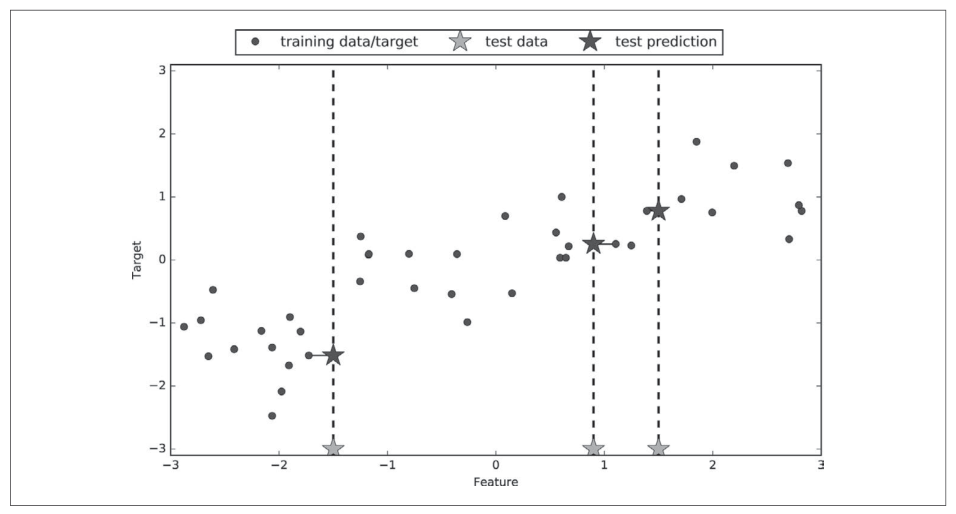 training data/target test data test prediction
3
2
1
0
−1
−2
−3
Target
−3 −2 −1 0 1 2 3
Feature